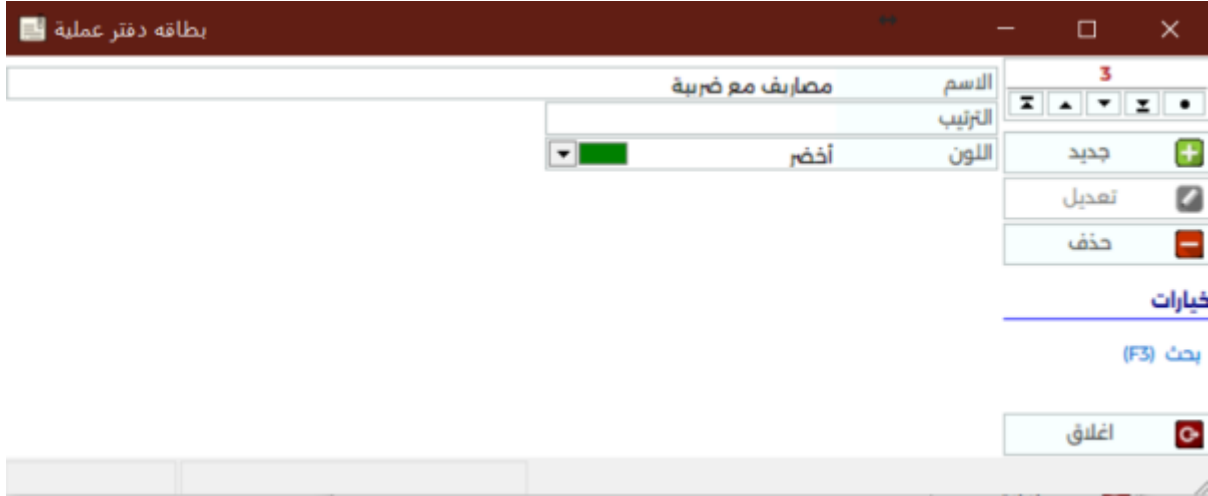 بطاقه دفتر عملية
3
الاسم مصاريف مع ضريبة
الترتيب
اللون أخضر
جديد
تعديل
حذف
خيارات
بحث (F3)
اغلاق